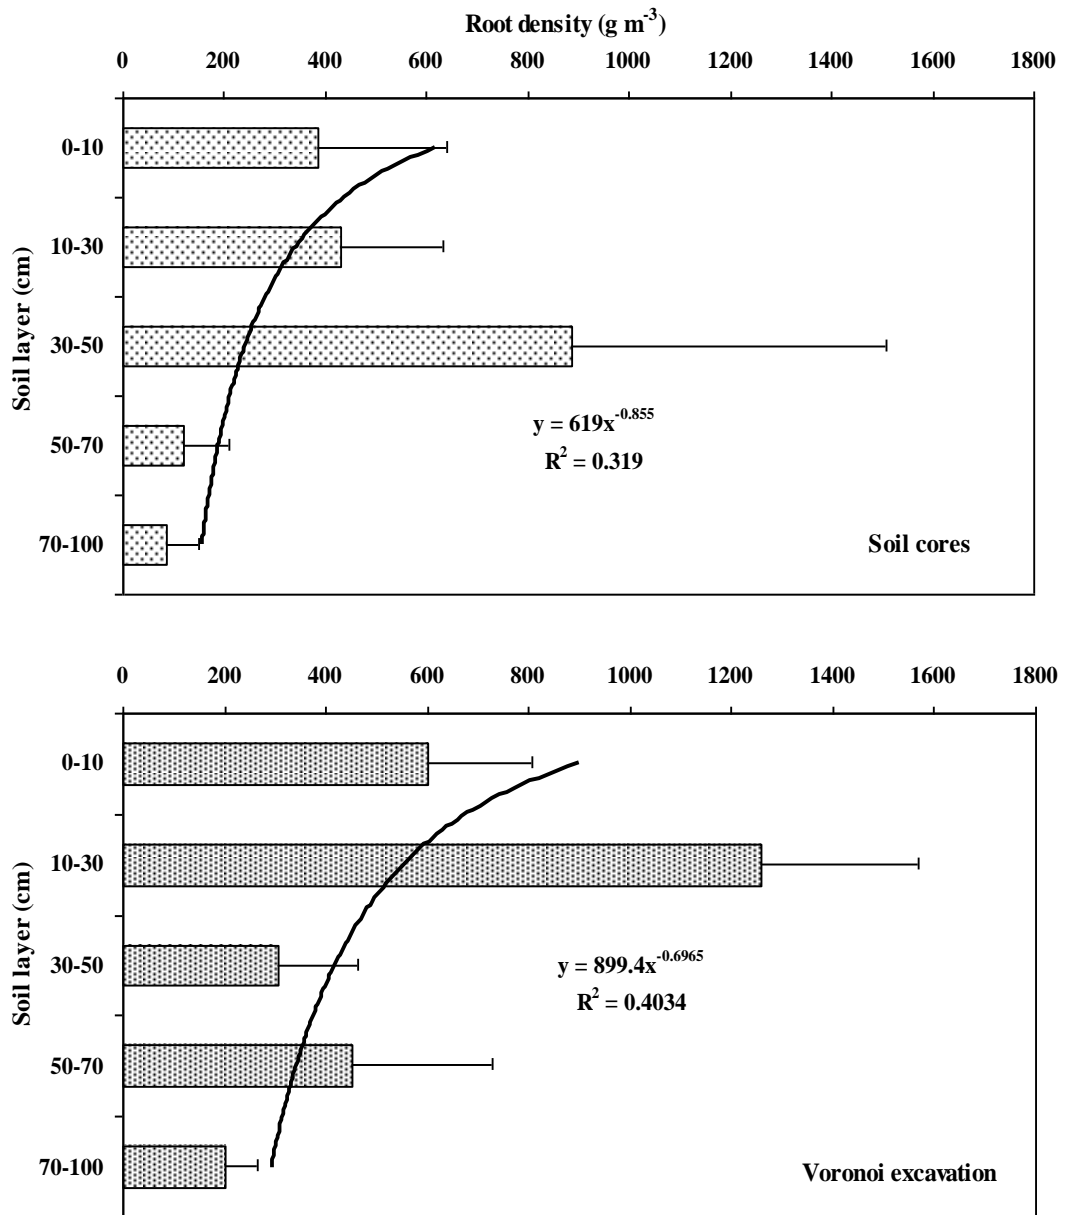 Root density (g m-3)
0 200 400 600 800 1000 1200 1400 1600 1800
Soil layer (cm)
0-10
10-30
30-50
50-70
70-100
y = 619x-0.855
R2 = 0.319
Soil cores
0 200 400 600 800 1000 1200 1400 1600 1800
Soil layer (cm)
0-10
10-30
30-50
50-70
70-100
y = 899.4x-0.6965
R2 = 0.4034
Voronoi excavation